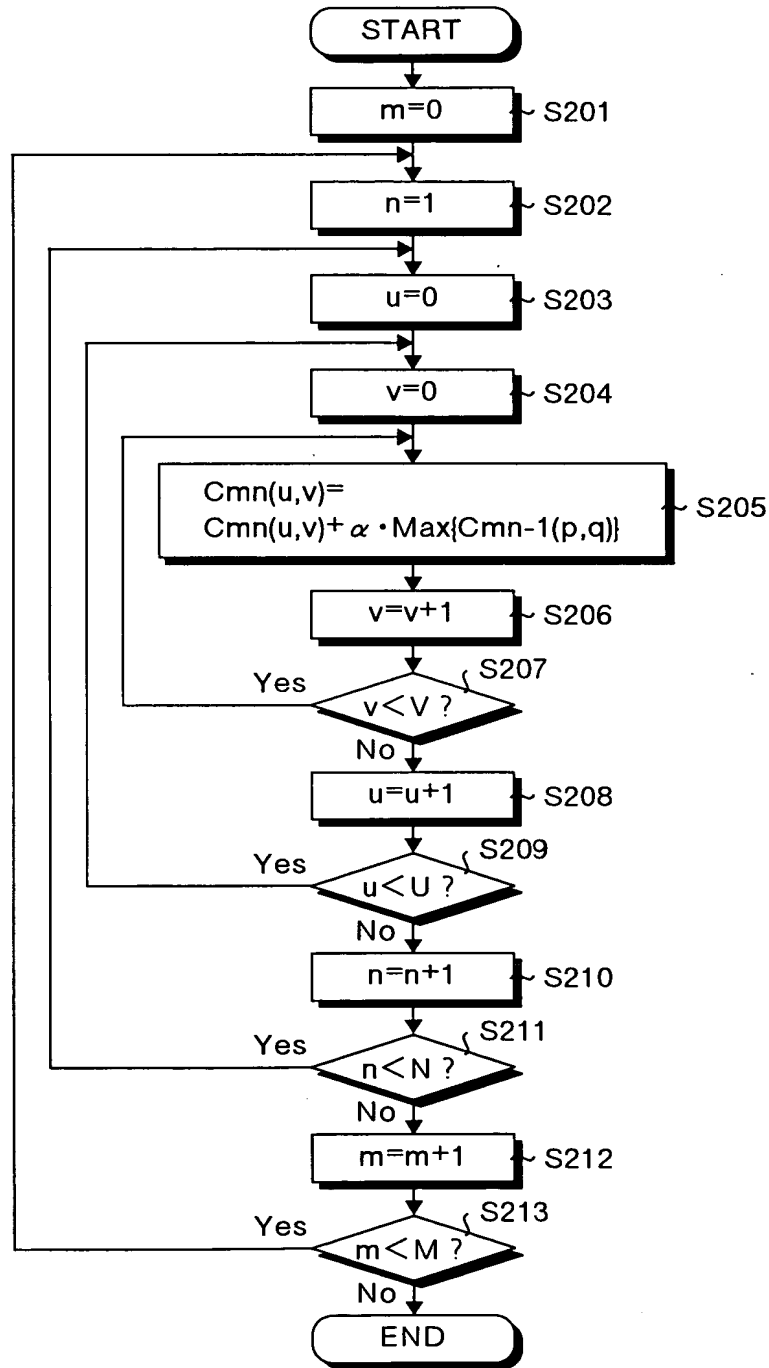 START
m=0
S201
n=1
S202
u=0
S203
v=0
S204
Cmn(u,v)=
Cmn(u,v)+α・Max{Cmn-1(p,q)}
S205
v=v+1
S206
S207
Yes
v<V ?
No
u=u+1
S208
S209
Yes
u<U ?
No
n=n+1
S210
S211
Yes
n<N ?
No
m=m+1
S212
S213
Yes
m<M ?
No
END